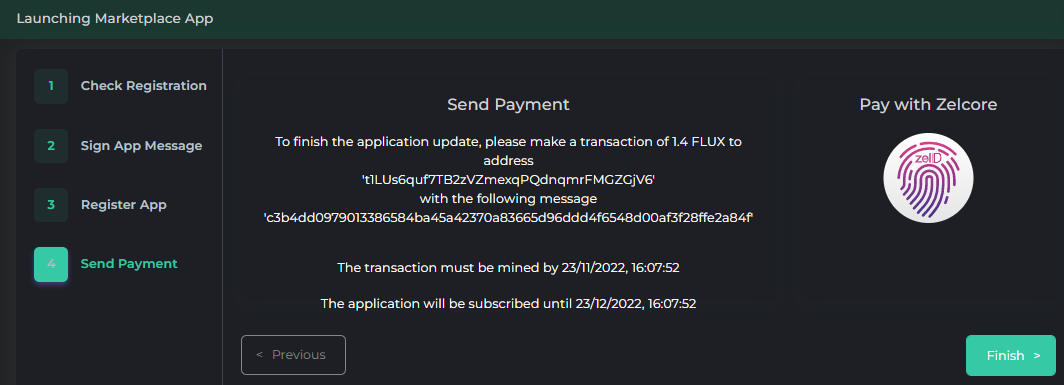 Launching Marketplace App
1 Check Registration
2 Sign App Message
3 Register App
4 Send Payment
Send Payment
To finish the application update, please make a transaction of 1.4 FLUX to
address
't1LUs6quf7TB2zVZmexqPQdnqmrFMGZGjV6'
with the following message
'c3b4dd0979013386584ba45a42370a83665d96ddd4f6548d00af3f28ffe2a84f'
The transaction must be mined by 23/11/2022, 16:07:52
The application will be subscribed until 23/12/2022, 16:07:52
Pay with Zelcore
zelID
< Previous
Finish >